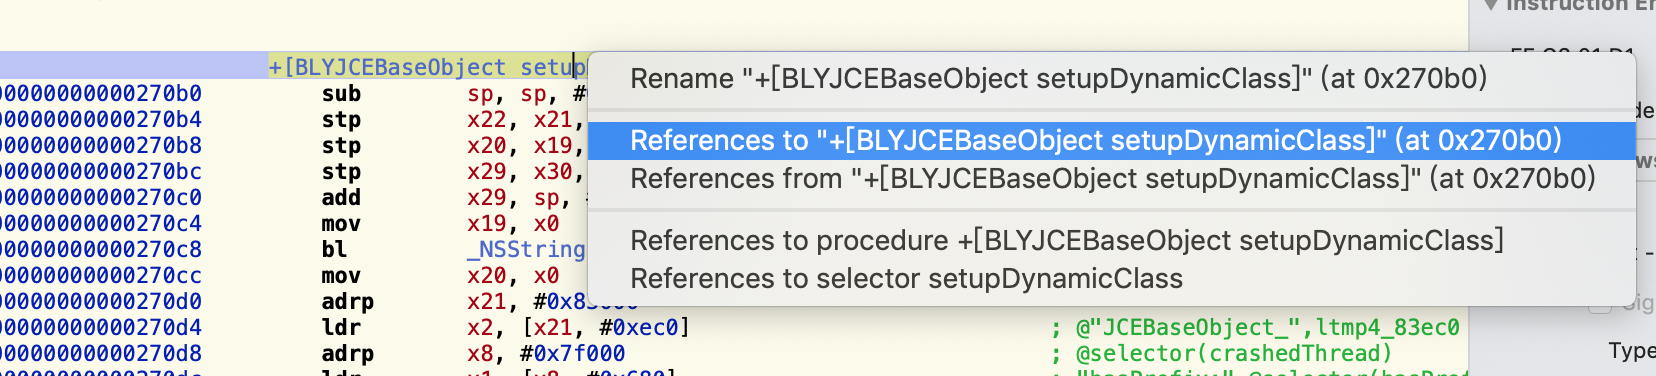 Instruction En
+[BLYJCEBaseObject setup
Rename "+[BLYJCEBaseObject setupDynamicClass]" (at 0x270b0)
00000000000270b0 sub sp, sp, #
References to "+[BLYJCEBaseObject setupDynamicClass]" (at 0x270b0)
00000000000270b4 stp x22, x21,
00000000000270b8 stp x20, x19,
00000000000270bc stp x29, x30,
References from "+[BLYJCEBaseObject setupDynamicClass]" (at 0x270b0)
00000000000270c0 add x29, sp,
00000000000270c4 mov x19, x0
References to procedure +[BLYJCEBaseObject setupDynamicClass]
00000000000270c8 bl _NSString
00000000000270cc mov x20, x0
References to selector setupDynamicClass
00000000000270d0 adrp x21, #0x83000
00000000000270d4 ldr x2, [x21, #0xec0] ; @"JCEBaseObject_",ltmp4_83ec0
00000000000270d8 adrp x8, #0x7f000 ; @selector(crashedThread)
Type